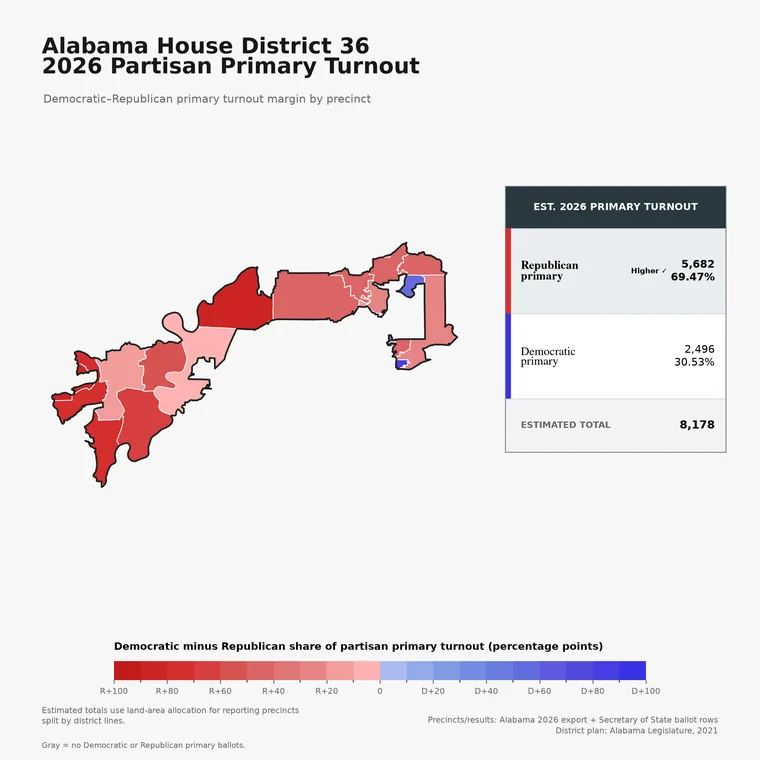 Alabama House District 36
2026 Partisan Primary Turnout
Democratic–Republican primary turnout margin by precinct
EST. 2026 PRIMARY TURNOUT
Republican
primary
Higher ✓
5,682
69.47%
Democratic
primary
2,496
30.53%
ESTIMATED TOTAL
8,178
Democratic minus Republican share of partisan primary turnout (percentage points)
R+100 R+80 R+60 R+40 R+20 0 D+20 D+40 D+60 D+80 D+100
Estimated totals use land-area allocation for reporting precincts
split by district lines.
Gray = no Democratic or Republican primary ballots.
Precincts/results: Alabama 2026 export + Secretary of State ballot rows
District plan: Alabama Legislature, 2021